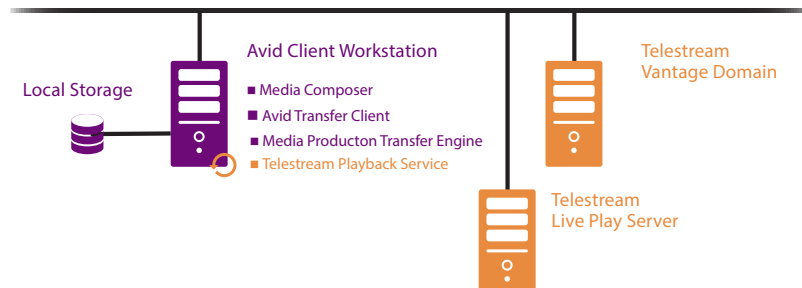 Avid Client Workstation
Local Storage
■ Media Composer
■ Avid Transfer Client
■ Media Producton Transfer Engine
■ Telestream Playback Service
Telestream
Vantage Domain
Telestream
Live Play Server